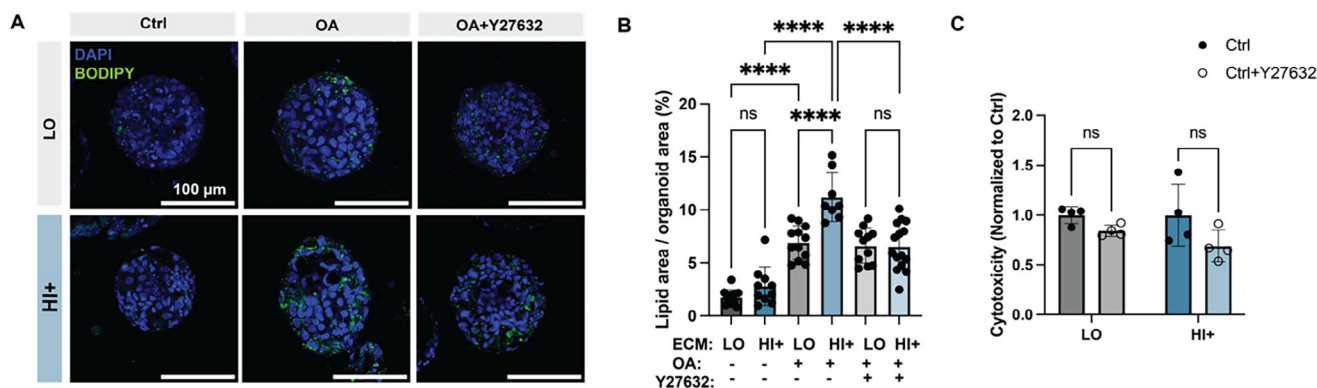 A
Ctrl
OA
OA+Y27632
LO
DAPI
BODIPY
100 µm
HI+
B
**** ****
****
ns **** ns
Lipid area / organoid area (%)
20
15
10
5
0
ECM: LO HI+ LO HI+ LO HI+
OA: - - + + + +
Y27632: - - - - + +
C
Ctrl
Ctrl+Y27632
ns ns
Cytotoxicity (Normalized to Ctrl)
2.0
1.5
1.0
0.5
0.0
LO HI+